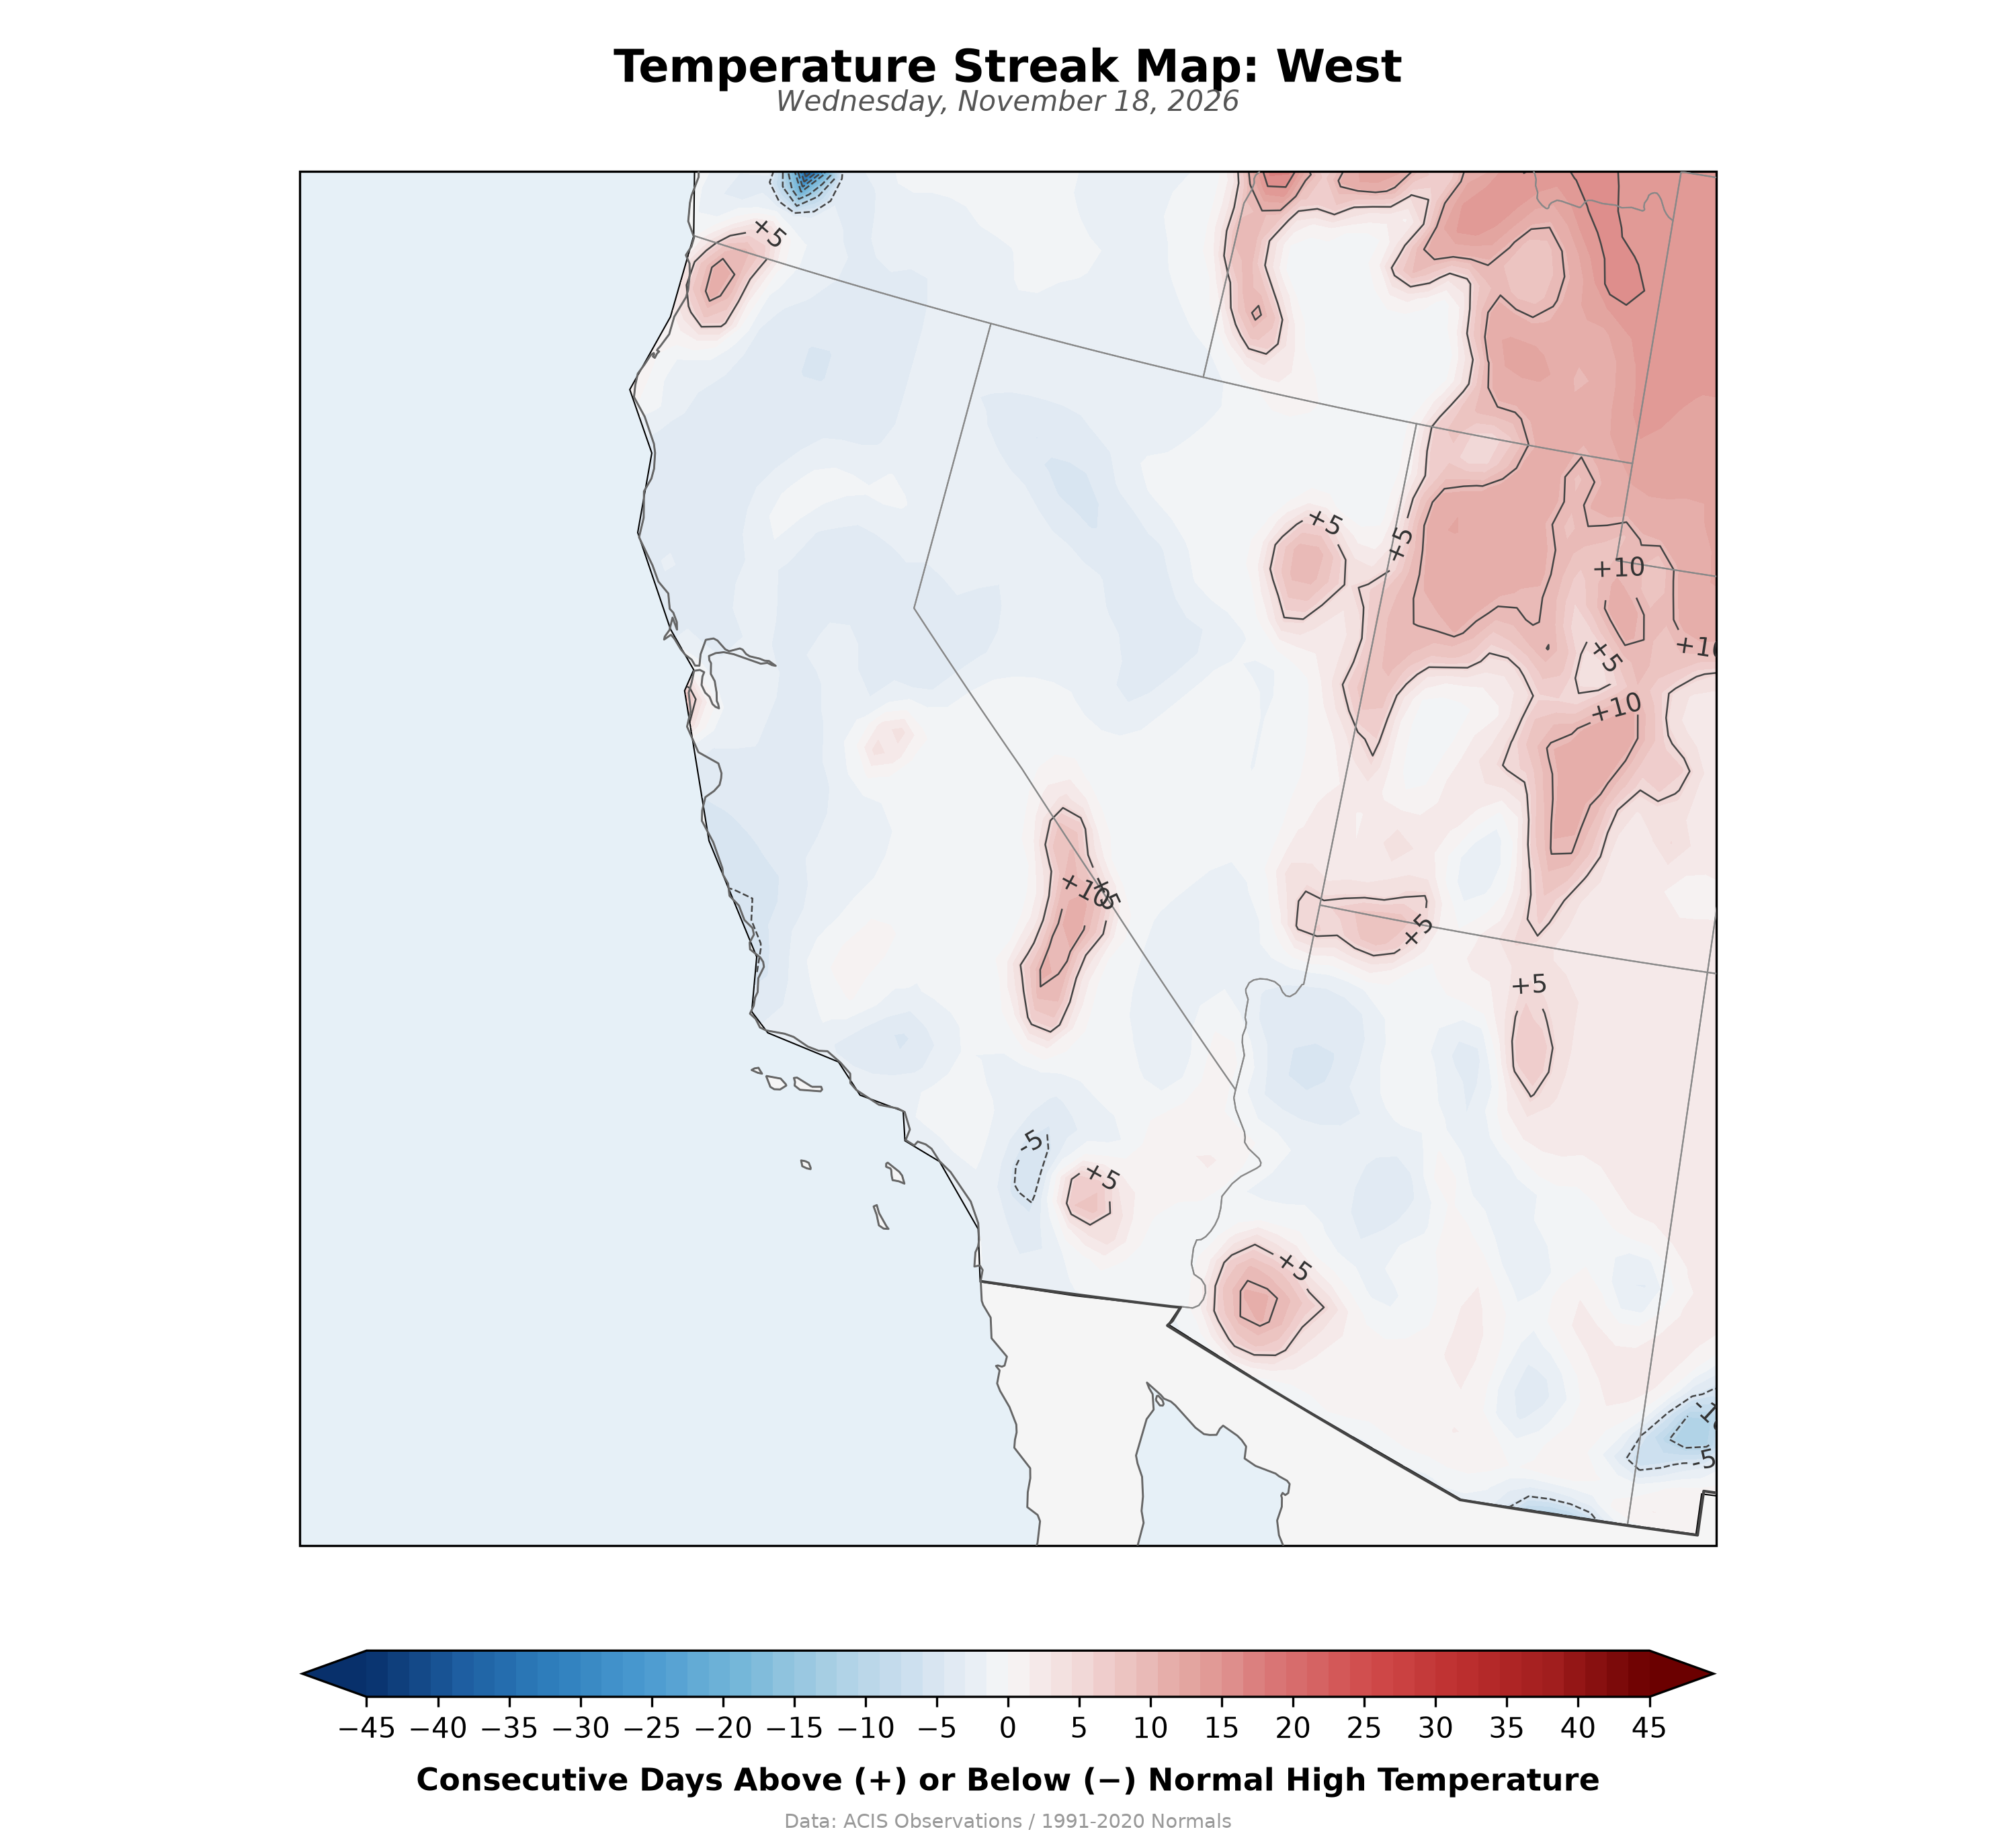 Temperature Streak Map: West
Wednesday, November 18, 2026
+5
+5
+5
+10
+5
+10
+10
+5
+5
+5
-5
+5
+5
-5
−45 −40 −35 −30 −25 −20 −15 −10 −5 0 5 10 15 20 25 30 35 40 45
Consecutive Days Above (+) or Below (−) Normal High Temperature
Data: ACIS Observations / 1991-2020 Normals